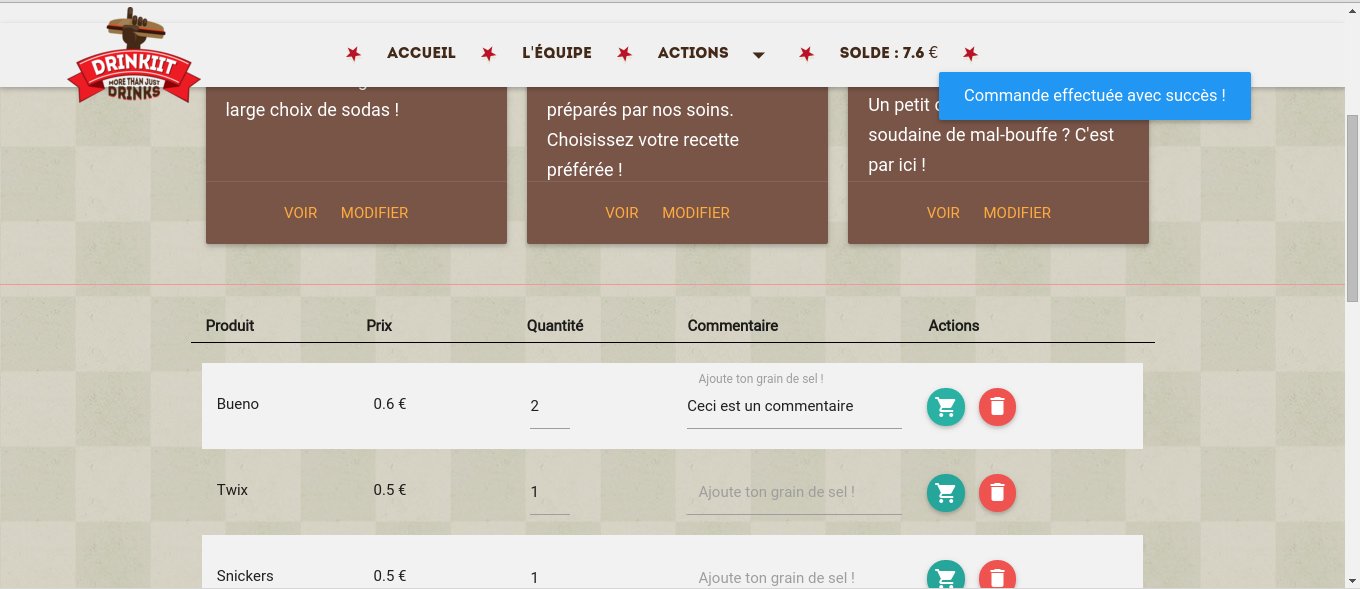 DRINKIIT
MORE THAN JUST
DRINKS
ACCUEIL
L'ÉQUIPE
ACTIONS
SOLDE : 7.6 €
Commande effectuée avec succès !
large choix de sodas !
VOIR MODIFIER
préparés par nos soins.
Choisissez votre recette
préférée !
VOIR MODIFIER
Un petit
soudaine de mal-bouffe ? C'est
par ici !
VOIR MODIFIER
Produit Prix Quantité Commentaire Actions
Ajoute ton grain de sel !
Bueno 0.6 € 2 Ceci est un commentaire
Twix 0.5 € 1 Ajoute ton grain de sel !
Snickers 0.5 € 1 Ajoute ton grain de sel !